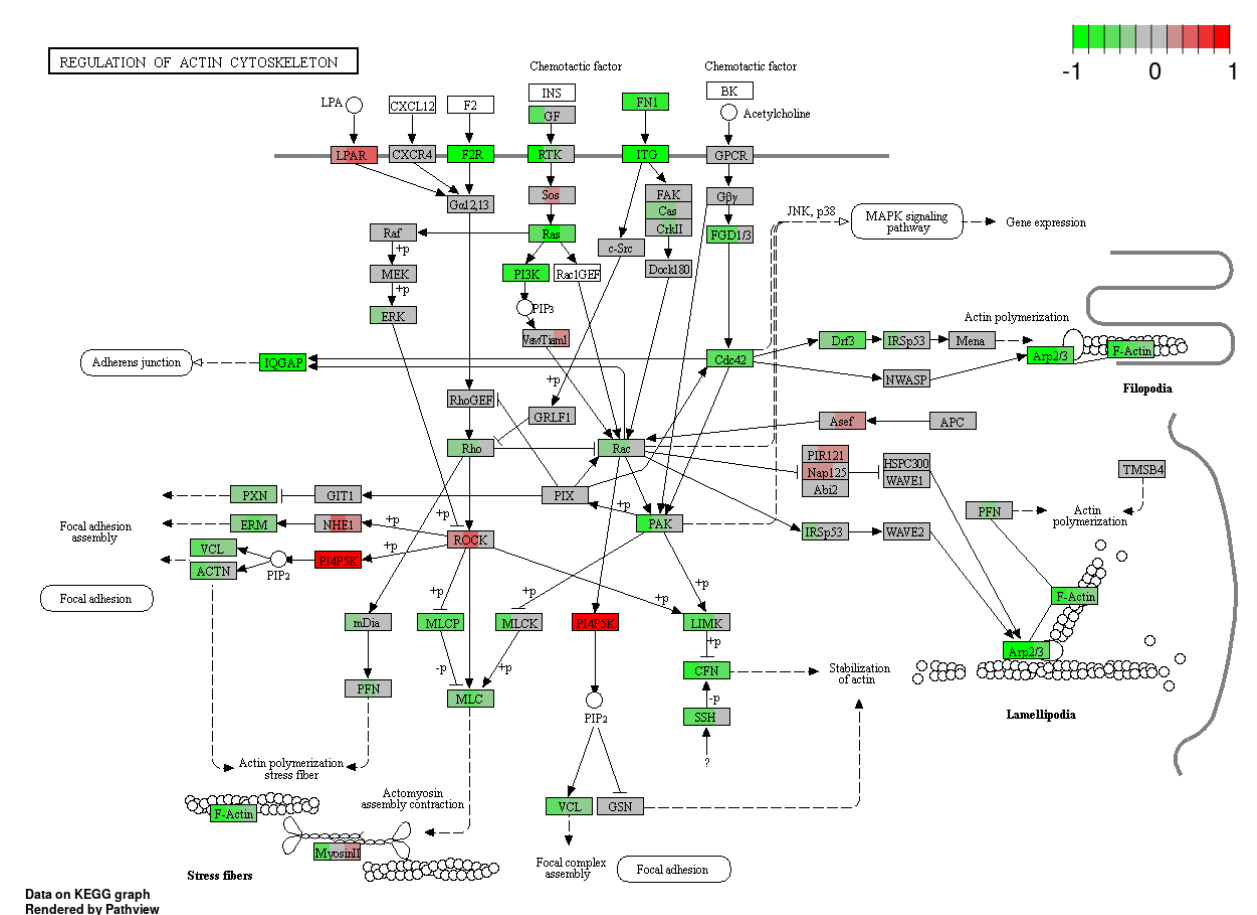 REGULATION OF ACTIN CYTOSKELETON
-1 0 1
Chemotactic factor
Chemotactic factor
LPA
CXCL12
F2
INS
GF
FN1
BK
Acetylcholine
LPAR
CXCR4
F2R
RTK
ITG
GPCR
Gα12,13
Sos
FAK
Cas
CrkII
Gβγ
JNK, p38
MAPK signaling
pathway
Gene expression
Raf
+p
Ras
c-Src
FGD1/3
MEK
+p
PI3K
Rac1GEF
Dock180
ERK
PIP3
Vav/Tiam1
Actin polymerization
Drf3
IRSp53
Mena
Adherens junction
IQGAP
Cdc42
Arp2/3
F-Actin
+p
NWASP
Filopodia
RhoGEF
GRLF1
Asef
APC
Rho
Rac
PIR121
Nap125
Abi2
HSPC300
WAVE1
TMSB4
PXN
GIT1
PIX
+p
PFN
Actin
polymerization
Focal adhesion
assembly
ERM
NHE1
+p
PAK
IRSp53
WAVE2
VCL
ACTN
PIP2
PI4P5K
+p
ROCK
Focal adhesion
+p
+p
+p
F-Actin
mDia
MLCP
MLCK
PI4P5K
LIMK
+p
Arp2/3
-p
+p
CFN
Stabilization
of actin
PFN
MLC
-p
SSH
Lamellipodia
PIP2
?
Actin polymerization
stress fiber
Actomyosin
assembly contraction
F-Actin
VCL
GSN
MyosinII
Stress fibers
Focal complex
assembly
Focal adhesion
Data on KEGG graph
Rendered by Pathview